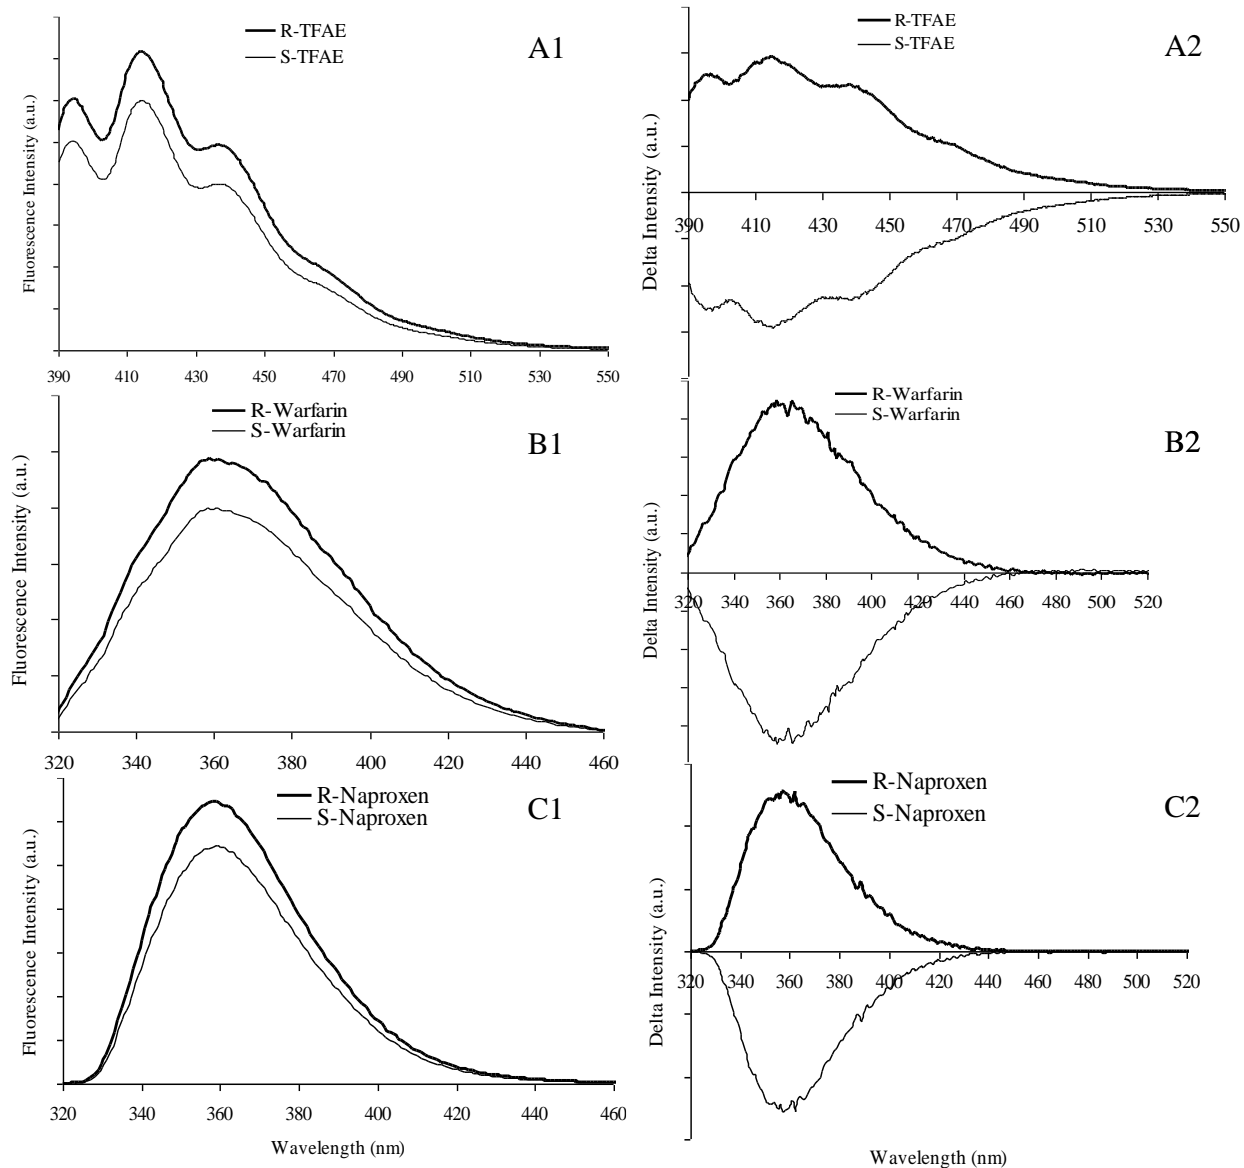 R-TFAE
S-TFAE
A1
Fluorescence Intensity (a.u.)
390 410 430 450 470 490 510 530 550
R-TFAE
S-TFAE
A2
Delta Intensity (a.u.)
390 410 430 450 470 490 510 530 550
R-Warfarin
S-Warfarin
B1
Fluorescence Intensity (a.u.)
320 340 360 380 400 420 440 460
R-Warfarin
S-Warfarin
B2
Delta Intensity (a.u.)
320 340 360 380 400 420 440 460 480 500 520
R-Naproxen
S-Naproxen
C1
Fluorescence Intensity (a.u.)
320 340 360 380 400 420 440 460
Wavelength (nm)
R-Naproxen
S-Naproxen
C2
Delta Intensity (a.u.)
320 340 360 380 400 420 440 460 480 500 520
Wavelength (nm)